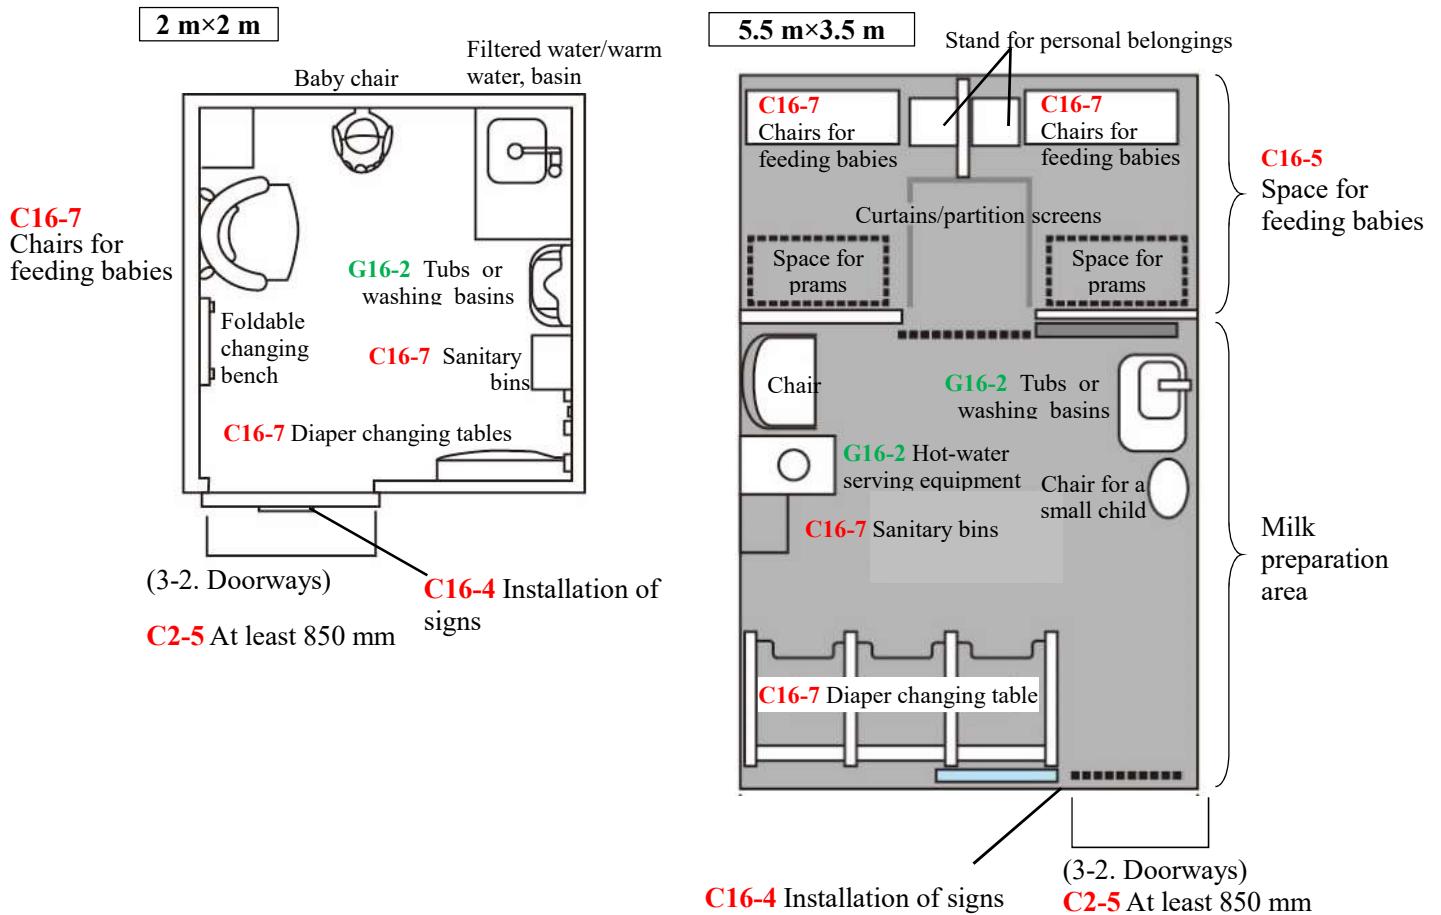 2 m×2 m
Filtered water/warm
water, basin
Baby chair
C16-7
Chairs for
feeding babies
G16-2 Tubs or
washing basins
Foldable
changing
bench
C16-7 Sanitary
bins
C16-7 Diaper changing tables
(3-2. Doorways)
C2-5 At least 850 mm
C16-4 Installation of
signs
5.5 m×3.5 m
Stand for personal belongings
C16-7
Chairs for
feeding babies
C16-7
Chairs for
feeding babies
C16-5
Space for
feeding babies
Curtains/partition screens
Space for
prams
Space for
prams
Chair
G16-2 Tubs or
washing basins
G16-2 Hot-water
serving equipment
Chair for a
small child
C16-7 Sanitary bins
Milk
preparation
area
C16-7 Diaper changing table
(3-2. Doorways)
C16-4 Installation of signs
C2-5 At least 850 mm